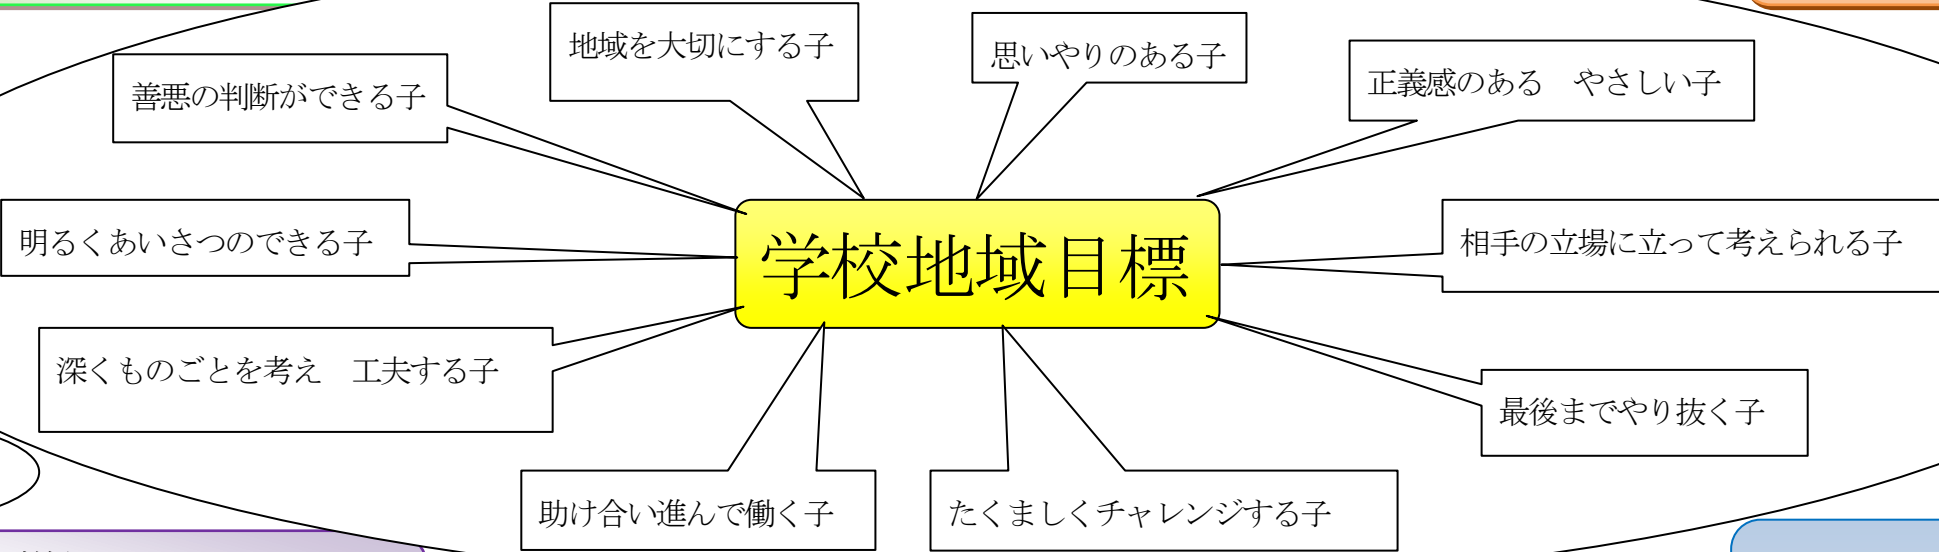 地域を大切にする子
思いやりのある子
正義感のある　やさしい子
善悪の判断ができる子
明るくあいさつのできる子
学校地域目標
相手の立場に立って考えられる子
深くものごとを考え　工夫する子
最後までやり抜く子
助け合い進んで働く子
たくましくチャレンジする子